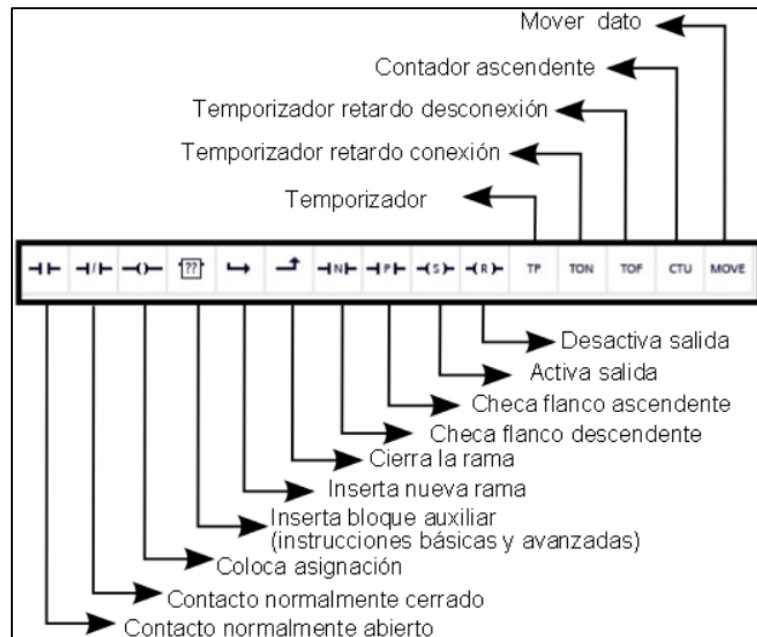 Mover dato
Contador ascendente
Temporizador retardo desconexión
Temporizador retardo conexión
Temporizador
?? N P S R TP TON TOF CTU MOVE
Desactiva salida
Activa salida
Checa flanco ascendente
Checa flanco descendente
Cierra la rama
Inserta nueva rama
Inserta bloque auxiliar
(instrucciones básicas y avanzadas)
Coloca asignación
Contacto normalmente cerrado
Contacto normalmente abierto